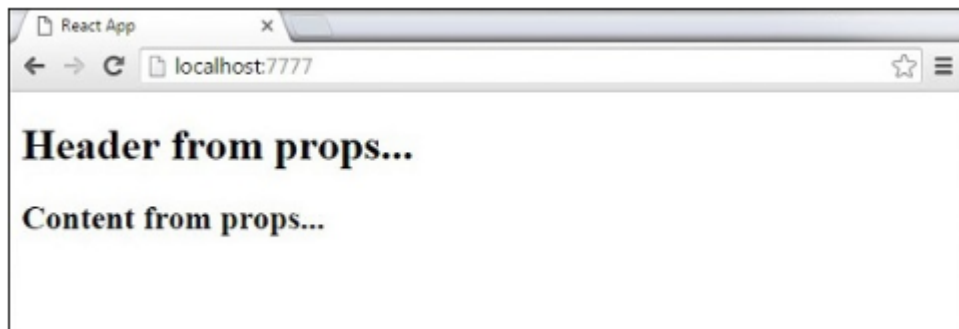 React App
localhost:7777
Header from props...
Content from props...